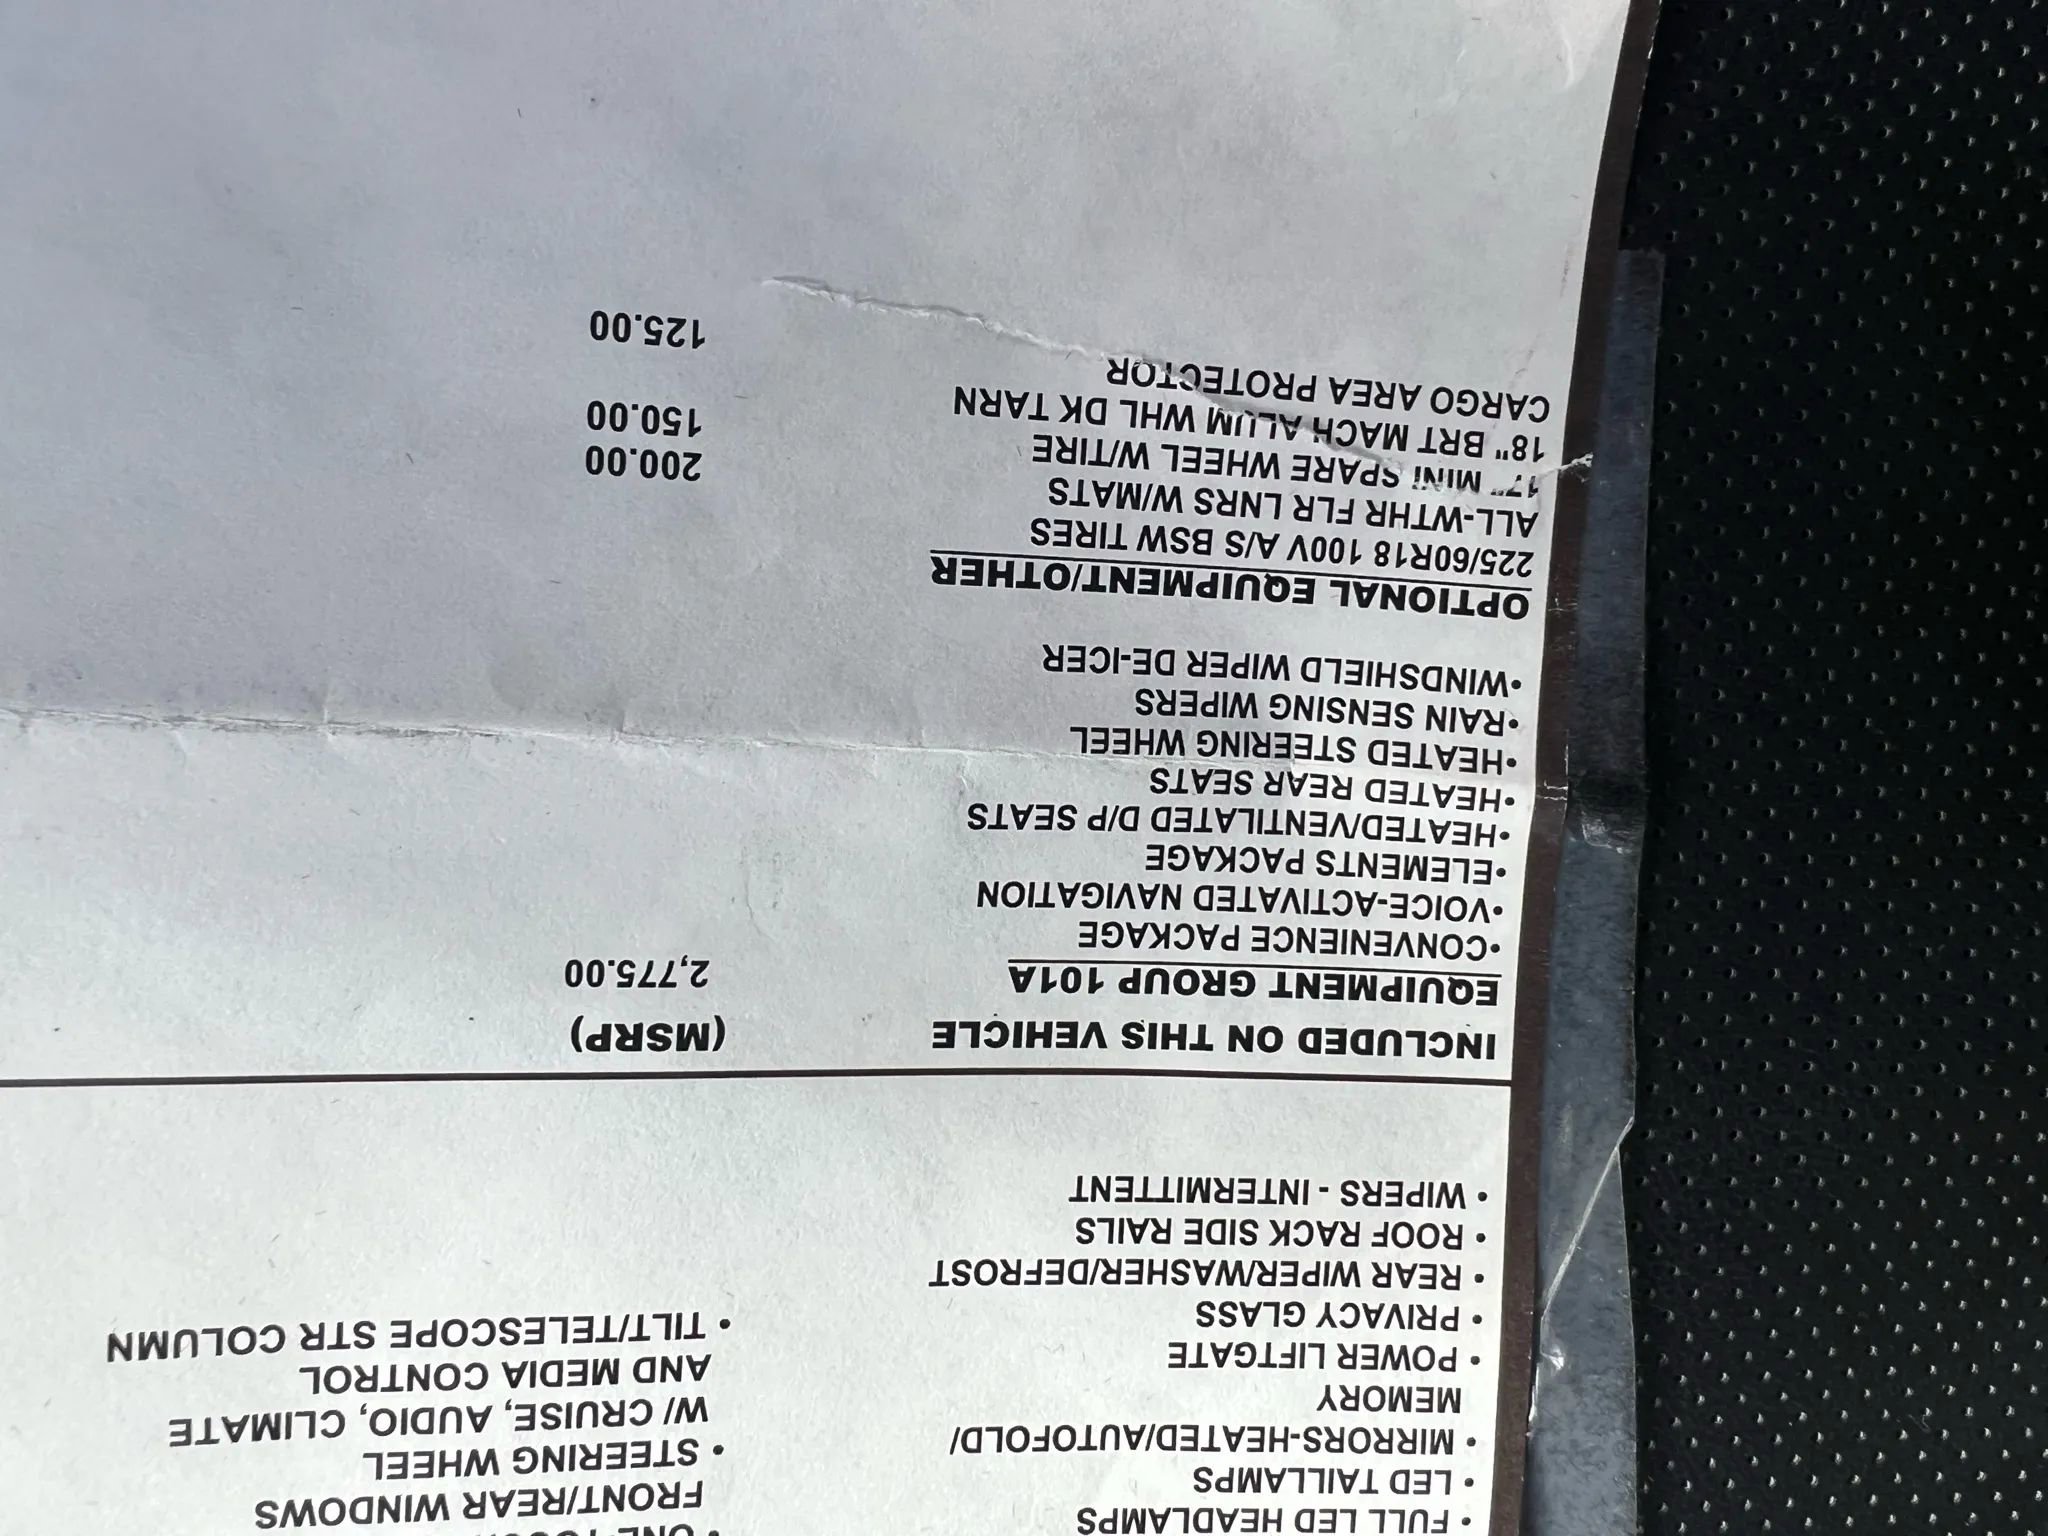 • FULL LED HEADLAMPS
• LED TAILLAMPS
• MIRRORS-HEATED/AUTOFOLD/
MEMORY
• POWER LIFTGATE
• PRIVACY GLASS
• REAR WIPER/WASHER/DEFROST
• ROOF RACK SIDE RAILS
• WIPERS - INTERMITTENT
FRONT/REAR WINDOWS
• STEERING WHEEL
W/ CRUISE, AUDIO, CLIMATE
AND MEDIA CONTROL
• TILT/TELESCOPE STR COLUMN
INCLUDED ON THIS VEHICLE (MSRP)
EQUIPMENT GROUP 101A 2,775.00
•CONVENIENCE PACKAGE
•VOICE-ACTIVATED NAVIGATION
•ELEMENTS PACKAGE
•HEATED/VENTILATED D/P SEATS
•HEATED REAR SEATS
•HEATED STEERING WHEEL
•RAIN SENSING WIPERS
•WINDSHIELD WIPER DE-ICER
OPTIONAL EQUIPMENT/OTHER
225/60R18 100V A/S BSW TIRES
ALL-WTHR FLR LNRS W/MATS 200.00
17" MINI SPARE WHEEL W/TIRE 150.00
18" BRT MACH ALUM WHL DK TARN
CARGO AREA PROTECTOR 125.00